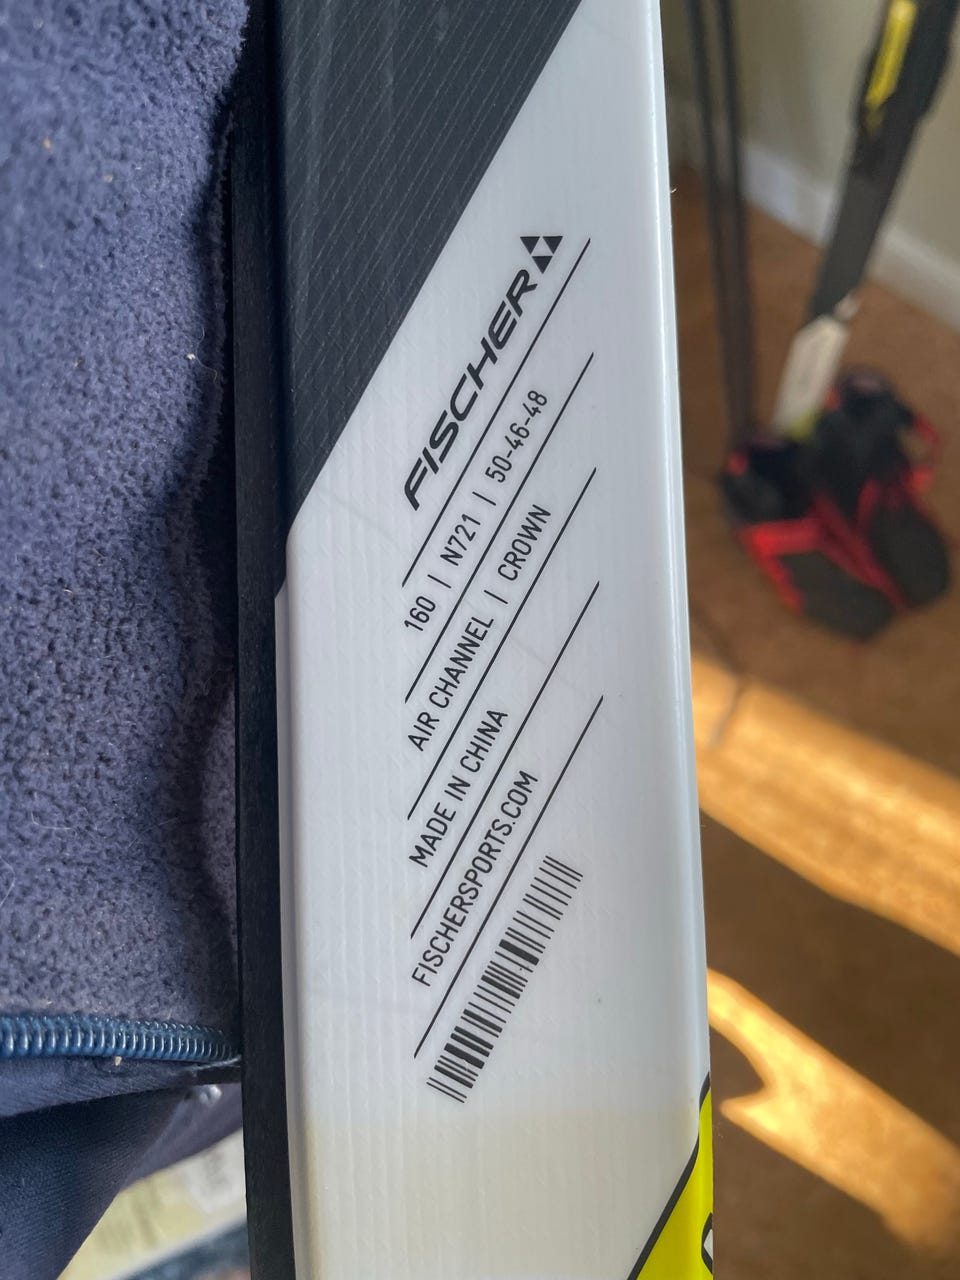 FISCHER
160 | N721 | 50-46-48
AIR CHANNEL | CROWN
MADE IN CHINA
FISCHERSPORTS.COM